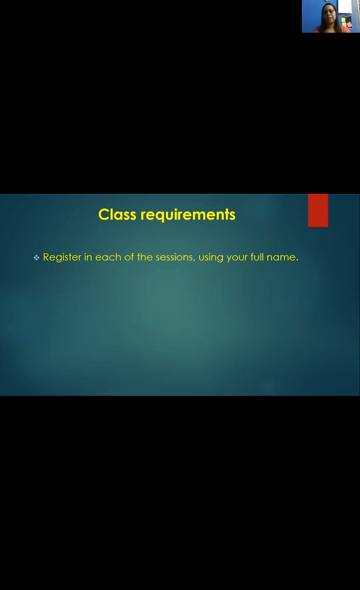 Class requirements
Register in each of the sessions, using your full name.